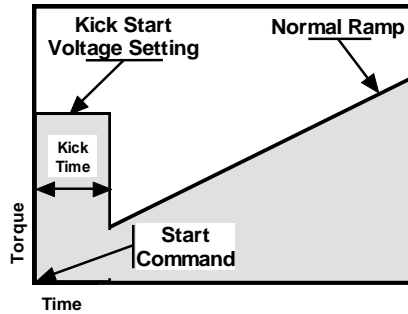 Kick Start
Voltage Setting
Normal Ramp
Kick
Time
Torque
Start
Command
Time